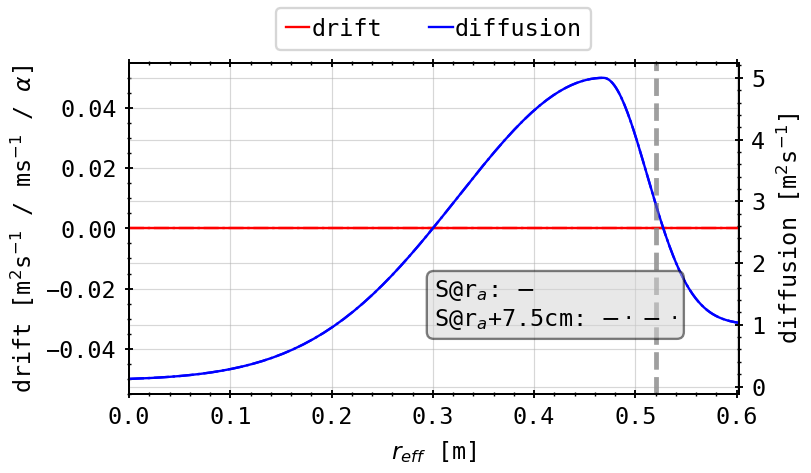 drift diffusion
drift [m²s⁻¹ / ms⁻¹ / α]
0.04
0.02
0.00
−0.02
−0.04
5
4
3
2
1
0
diffusion [m²s⁻¹]
S@rₐ: —
S@rₐ+7.5cm: —·—·
0.0 0.1 0.2 0.3 0.4 0.5 0.6
r_eff [m]